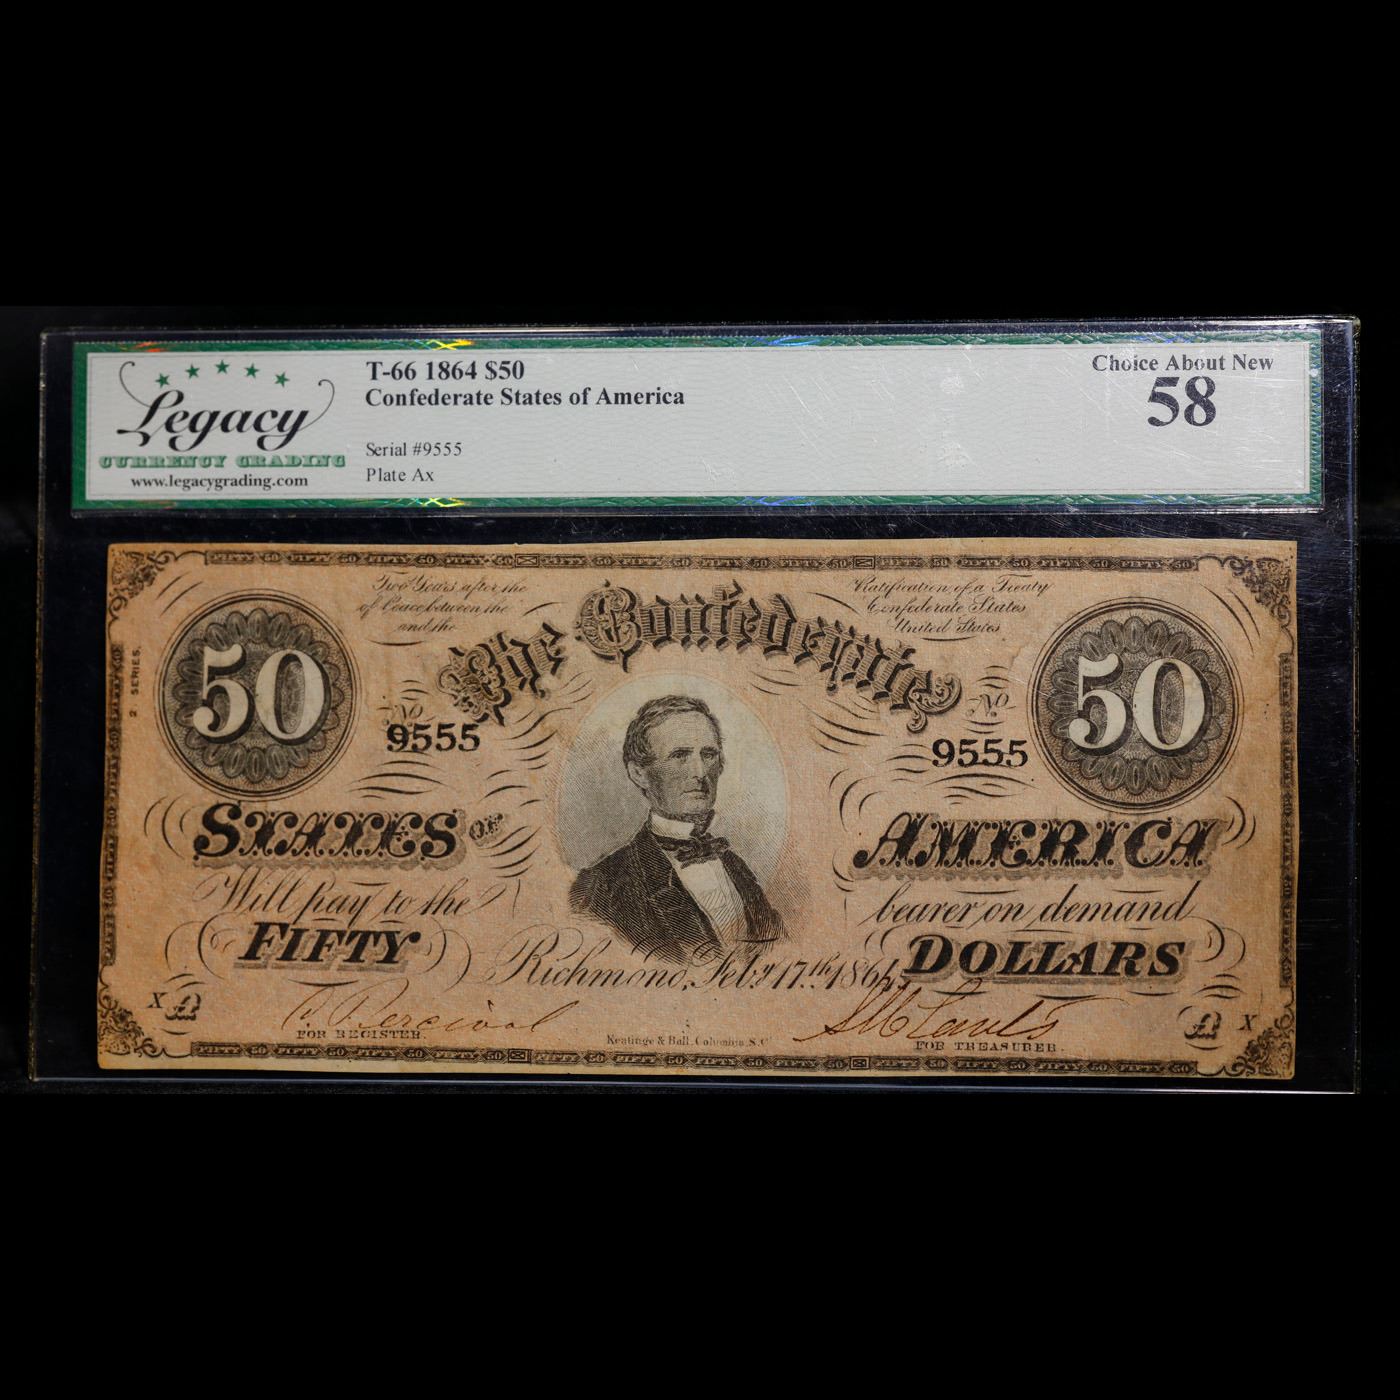 Legacy
CURRENCY GRADING
www.legacygrading.com
T-66 1864 $50
Confederate States of America
Serial #9555
Plate Ax
Choice About New
58
Two Years after the
of Peace between the
and the
Ratification of a Treaty
Confederate States
United States
The Confederate
50
50
2 SERIES.
No
9555
No
9555
STATES OF
AMERICA
Will pay to the
bearer on demand
FIFTY
DOLLARS
Richmond, Feby 17th 1864.
X A
A X
FOR REGISTER.
Keatinge & Ball, Columbia, S.C.
FOR TREASURER.